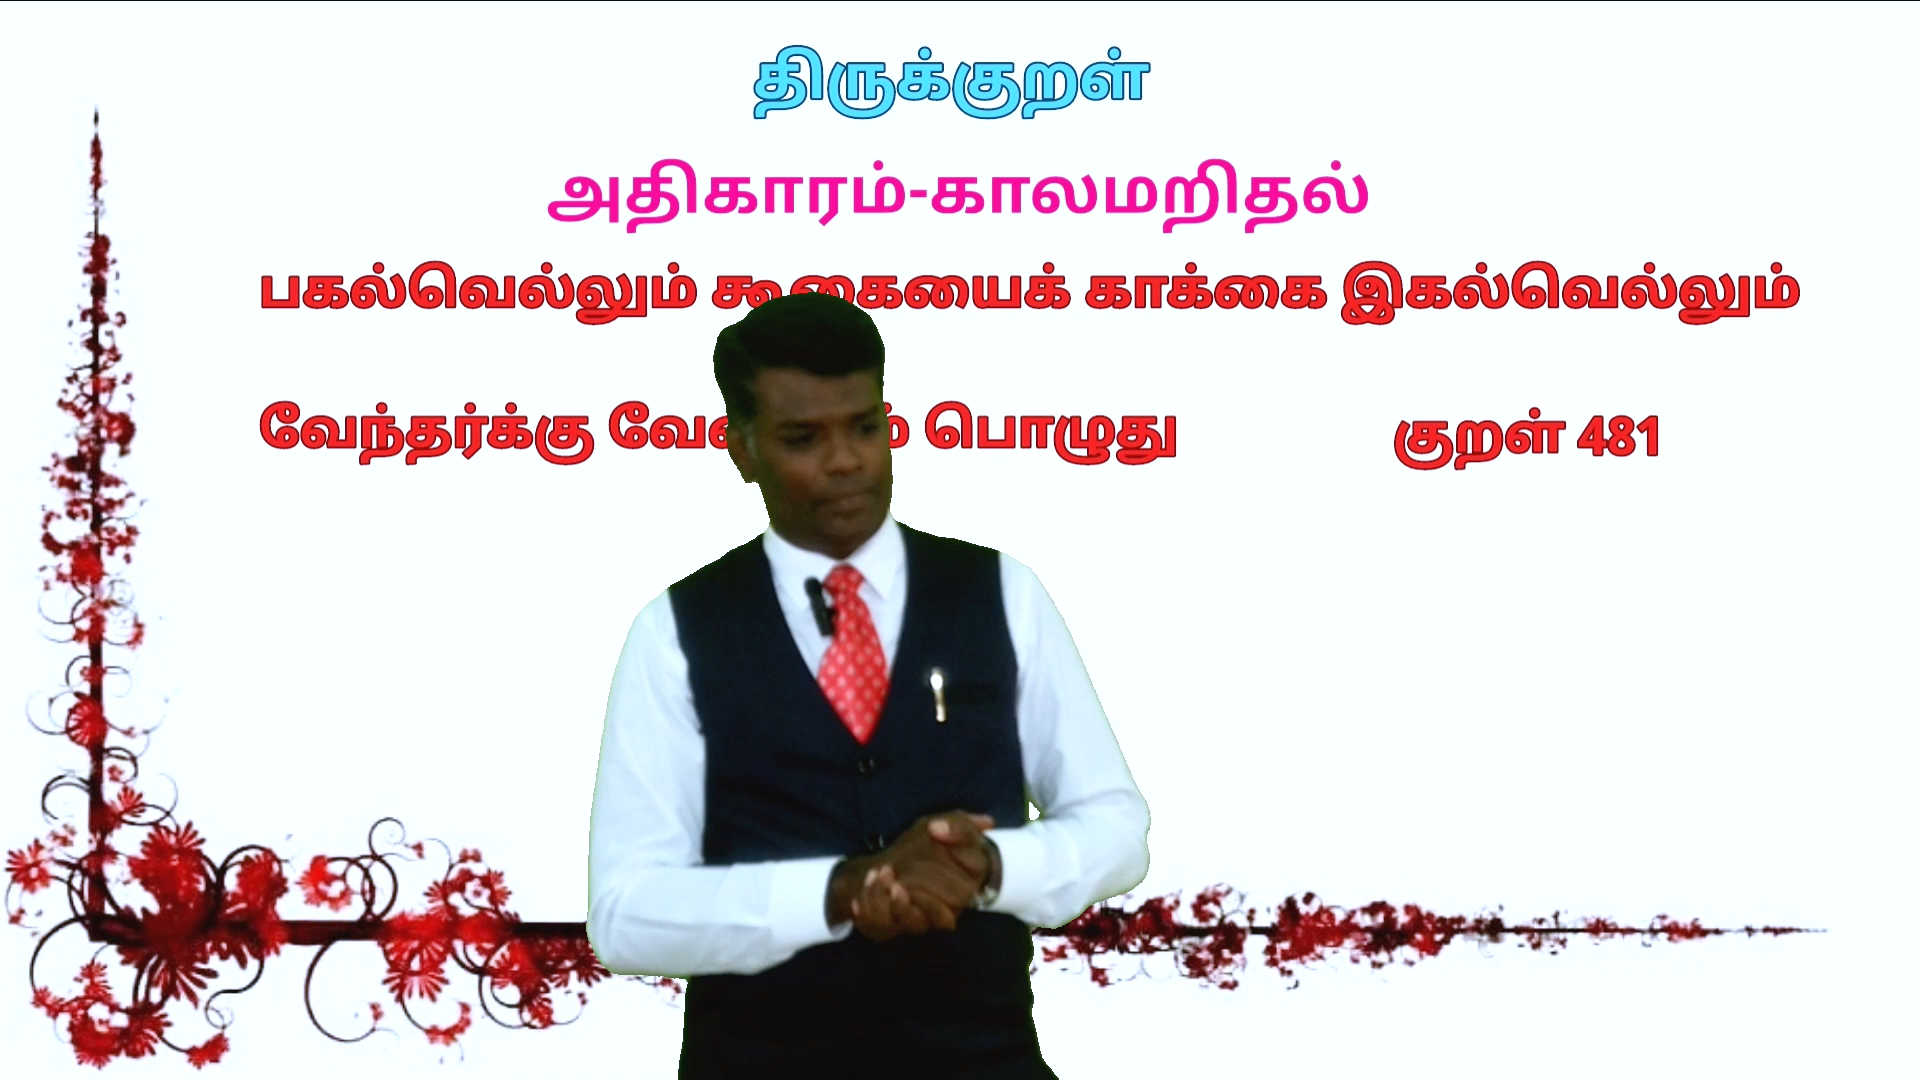 திருக்குறள்
அதிகாரம்-காலமறிதல்
பகல்வெல்லும் கூகையைக் காக்கை இகல்வெல்லும்
வேந்தர்க்கு பொழுது குறள் 481